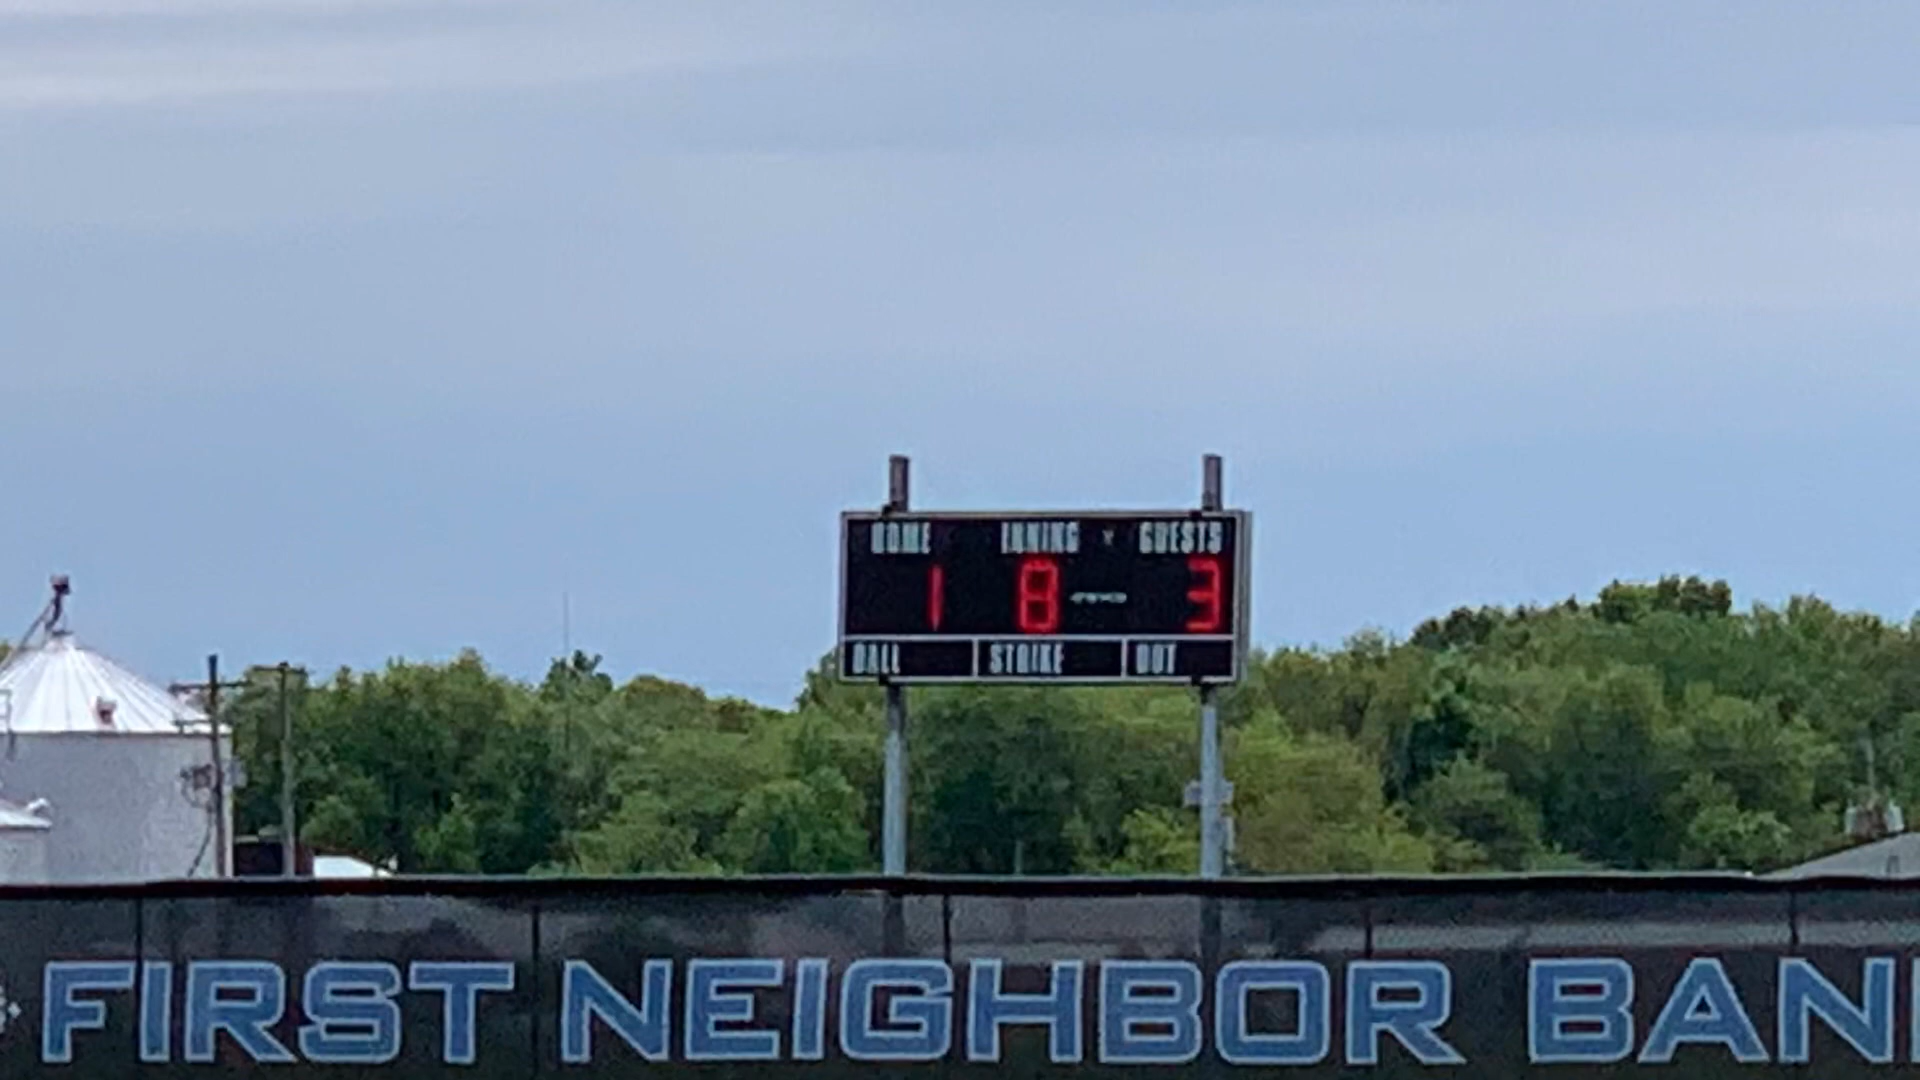 HOME INNING GUESTS
1 8 3
BALL STRIKE OUT
FIRST NEIGHBOR BAN